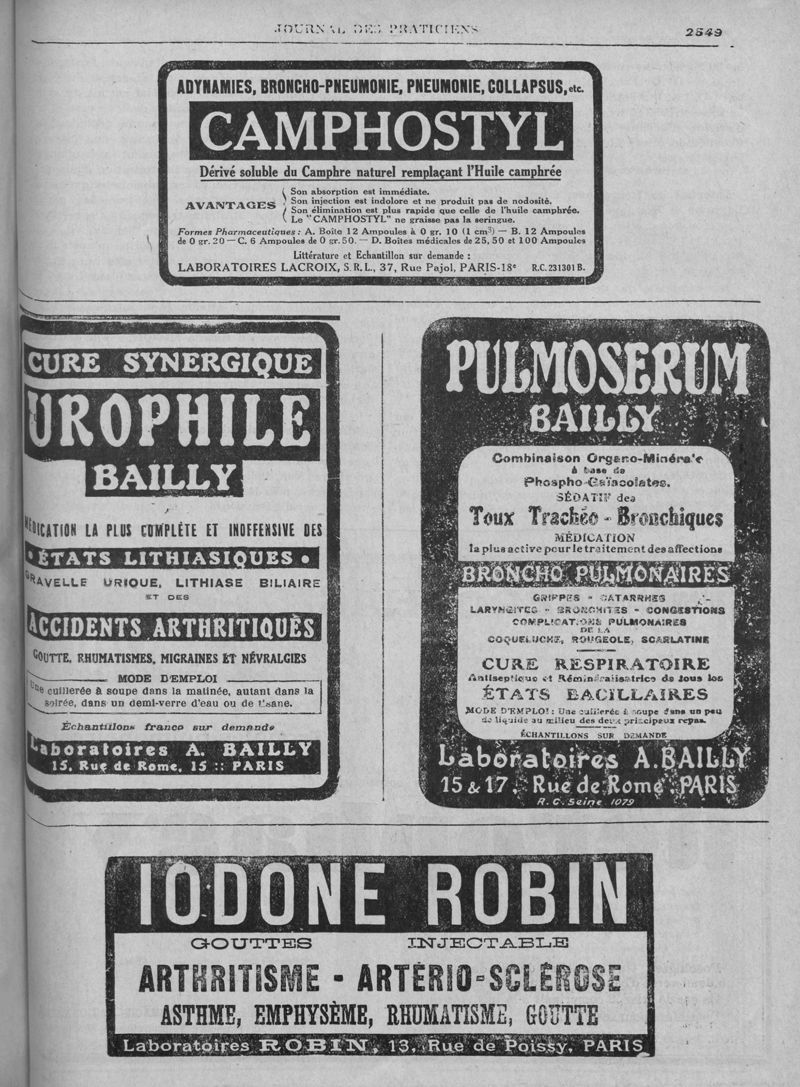 JOURNAL DES PRATICIENS 2549
ADYNAMIES, BRONCHO-PNEUMONIE, PNEUMONIE, COLLAPSUS, etc.
CAMPHOSTYL
Dérivé soluble du Camphre naturel remplaçant l'Huile camphrée
AVANTAGES
Son absorption est immédiate.
Son injection est indolore et ne produit pas de nodosité.
Son élimination est plus rapide que celle de l'huile camphrée.
Le "CAMPHOSTYL" ne graisse pas la seringue.
Formes Pharmaceutiques : A. Boîte 12 Ampoules à 0 gr. 10 (1 cm³) — B. 12 Ampoules
de 0 gr. 20 — C. 6 Ampoules de 0 gr. 50. — D. Boîtes médicales de 25, 50 et 100 Ampoules
Littérature et Echantillon sur demande :
LABORATOIRES LACROIX, S.R.L., 37, Rue Pajol, PARIS-18e R.C. 231301 B.
CURE SYNERGIQUE
UROPHILE
BAILLY
MÉDICATION LA PLUS COMPLÈTE ET INOFFENSIVE DES
• ÉTATS LITHIASIQUES •
GRAVELLE URIQUE, LITHIASE BILIAIRE
ET DES
ACCIDENTS ARTHRITIQUES
GOUTTE, RHUMATISMES, MIGRAINES ET NÉVRALGIES
MODE D'EMPLOI
Une cuillerée à soupe dans la matinée, autant dans la
soirée, dans un demi-verre d'eau ou de tisane.
Échantillons franco sur demande
Laboratoires A. BAILLY
15, Rue de Rome, 15 :: PARIS
PULMOSERUM
BAILLY
Combinaison Organo-Minérale
à base de
Phospho-Gaïacolates.
SÉDATIF des
Toux Trachéo-Bronchiques
MÉDICATION
la plus active pour le traitement des affections
BRONCHO PULMONAIRES
GRIPPES - CATARRHES
LARYNGITES - BRONCHITES - CONGESTIONS
COMPLICATIONS PULMONAIRES
DE LA
COQUELUCHE, ROUGEOLE, SCARLATINE
CURE RESPIRATOIRE
Antiseptique et Réminéralisatrice de tous les
ÉTATS BACILLAIRES
MODE D'EMPLOI : Une cuillerée à soupe dans un peu
de liquide au milieu des deux principaux repas.
ÉCHANTILLONS SUR DEMANDE
Laboratoires A. BAILLY
15 & 17, Rue de Rome, PARIS
R. C. Seine 1079
IODONE ROBIN
GOUTTES INJECTABLE
ARTHRITISME - ARTÉRIO-SCLÉROSE
ASTHME, EMPHYSÈME, RHUMATISME, GOUTTE
Laboratoires ROBIN, 13, Rue de Poissy, PARIS